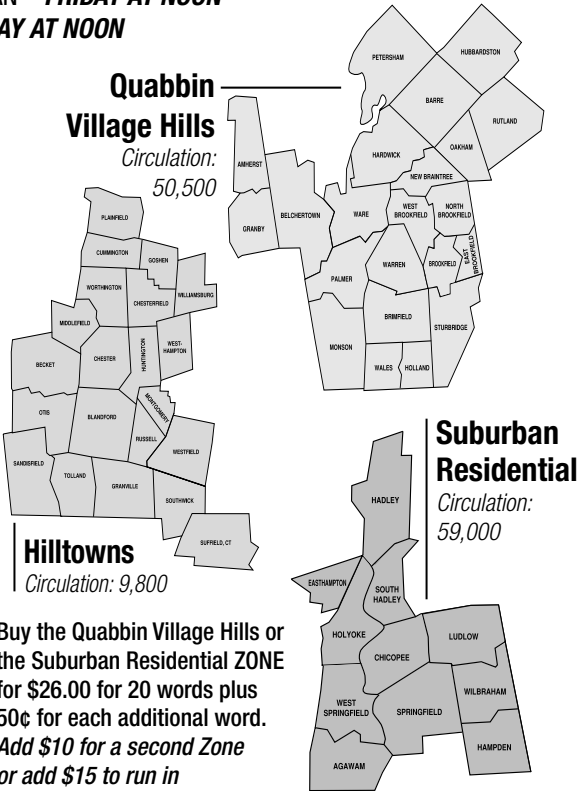 FRIDAY AT NOON
AY AT NOON
Quabbin
Village Hills
Circulation:
50,500
PETERSHAM
HUBBARDSTON
BARRE
RUTLAND
OAKHAM
HARDWICK
NEW BRAINTREE
AMHERST
BELCHERTOWN
GRANBY
WARE
WEST
BROOKFIELD
NORTH
BROOKFIELD
EAST
BROOKFIELD
BROOKFIELD
WARREN
PALMER
BRIMFIELD
STURBRIDGE
MONSON
WALES
HOLLAND
PLAINFIELD
CUMMINGTON
GOSHEN
WORTHINGTON
CHESTERFIELD
WILLIAMSBURG
MIDDLEFIELD
HUNTINGTON
WEST-
HAMPTON
BECKET
CHESTER
MONTGOMERY
OTIS
BLANDFORD
RUSSELL
WESTFIELD
SANDISFIELD
TOLLAND
GRANVILLE
SOUTHWICK
SUFFIELD, CT
Hilltowns
Circulation: 9,800
Suburban
Residential
Circulation:
59,000
HADLEY
EASTHAMPTON
SOUTH
HADLEY
HOLYOKE
CHICOPEE
LUDLOW
WEST
SPRINGFIELD
SPRINGFIELD
WILBRAHAM
HAMPDEN
AGAWAM
Buy the Quabbin Village Hills or
the Suburban Residential ZONE
for $26.00 for 20 words plus
50¢ for each additional word.
Add $10 for a second Zone
or add $15 to run in